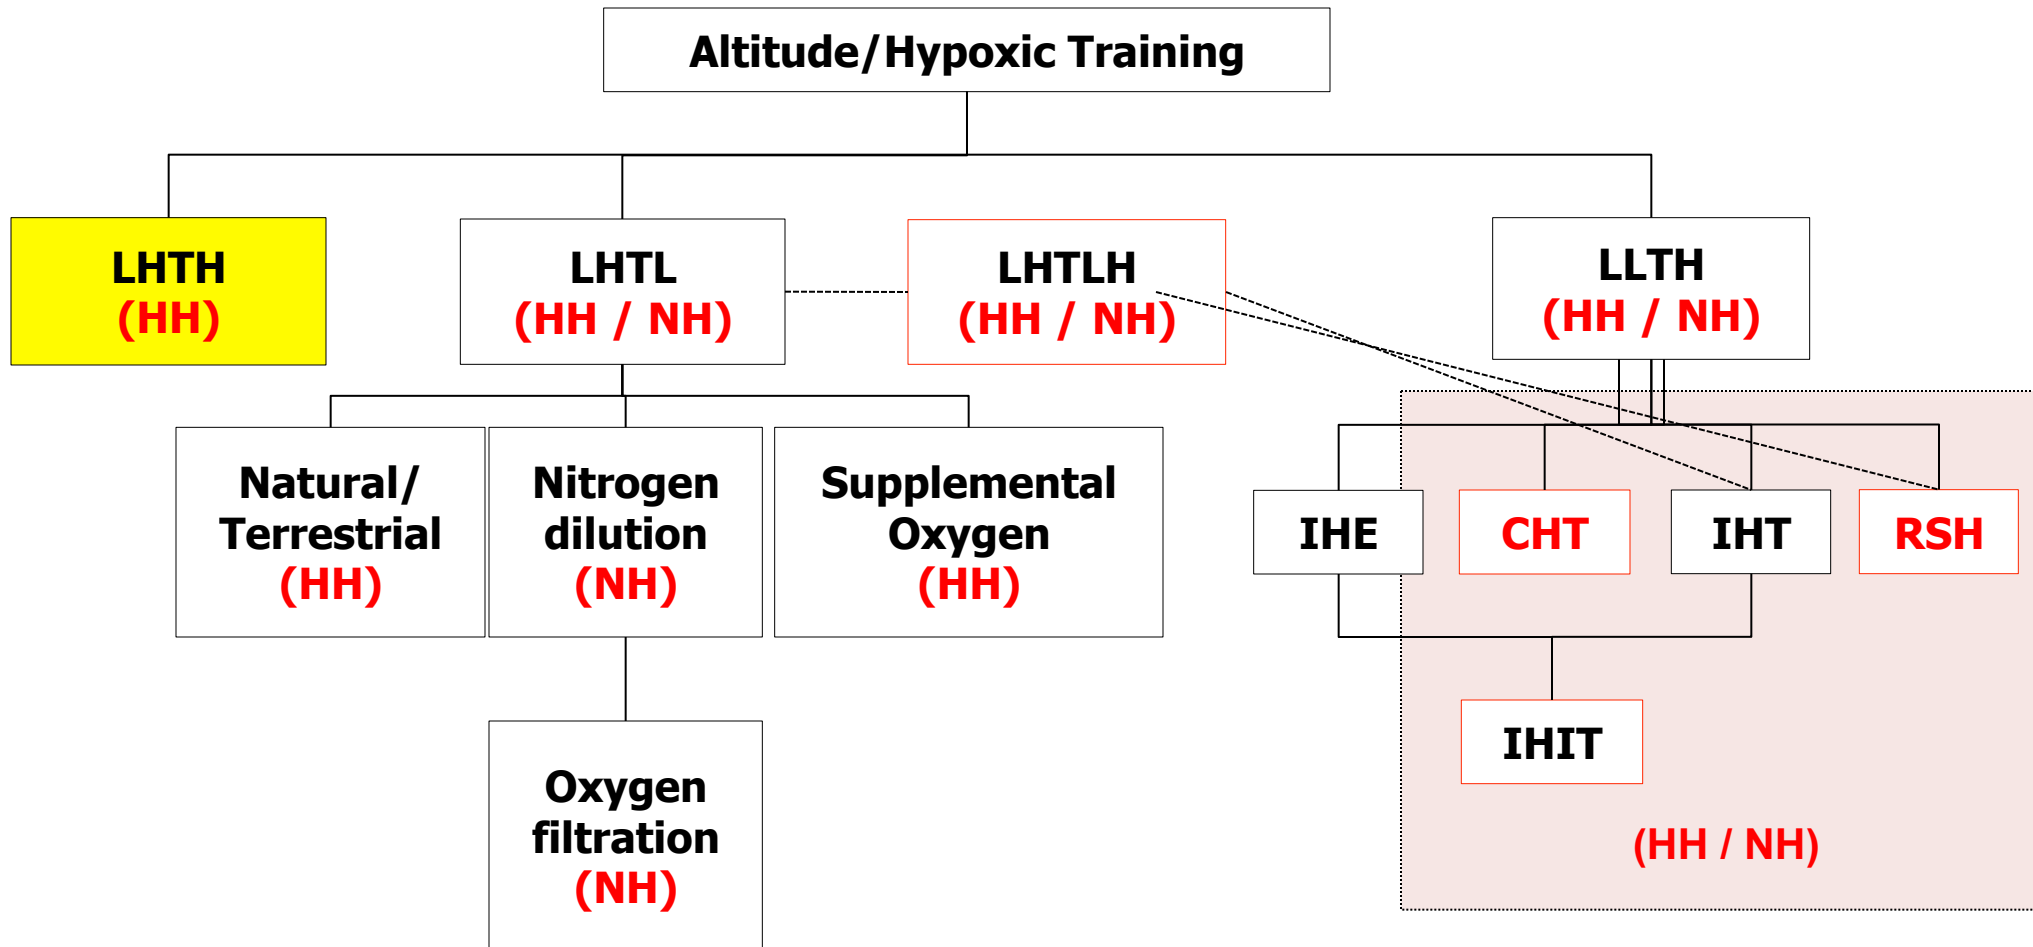 Altitude/Hypoxic Training
LHTH
(HH)
LHTL
(HH / NH)
LHTLH
(HH / NH)
LLTH
(HH / NH)
Natural/
Terrestrial
(HH)
Nitrogen
dilution
(NH)
Supplemental
Oxygen
(HH)
IHE
CHT
IHT
RSH
IHIT
Oxygen
filtration
(NH)
(HH / NH)